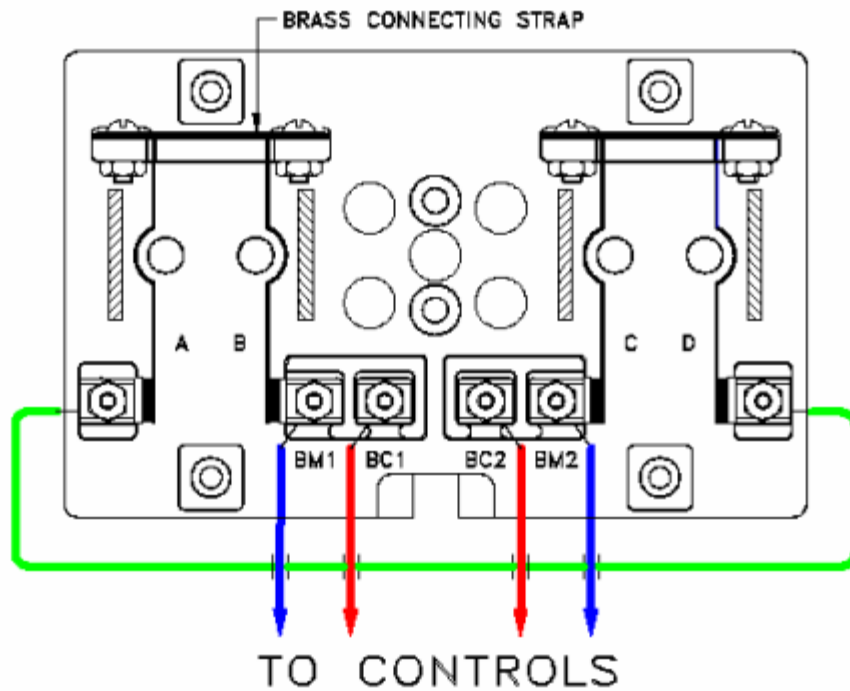 BRASS CONNECTING STRAP
A B C D
BM1 BC1 BC2 BM2
TO CONTROLS